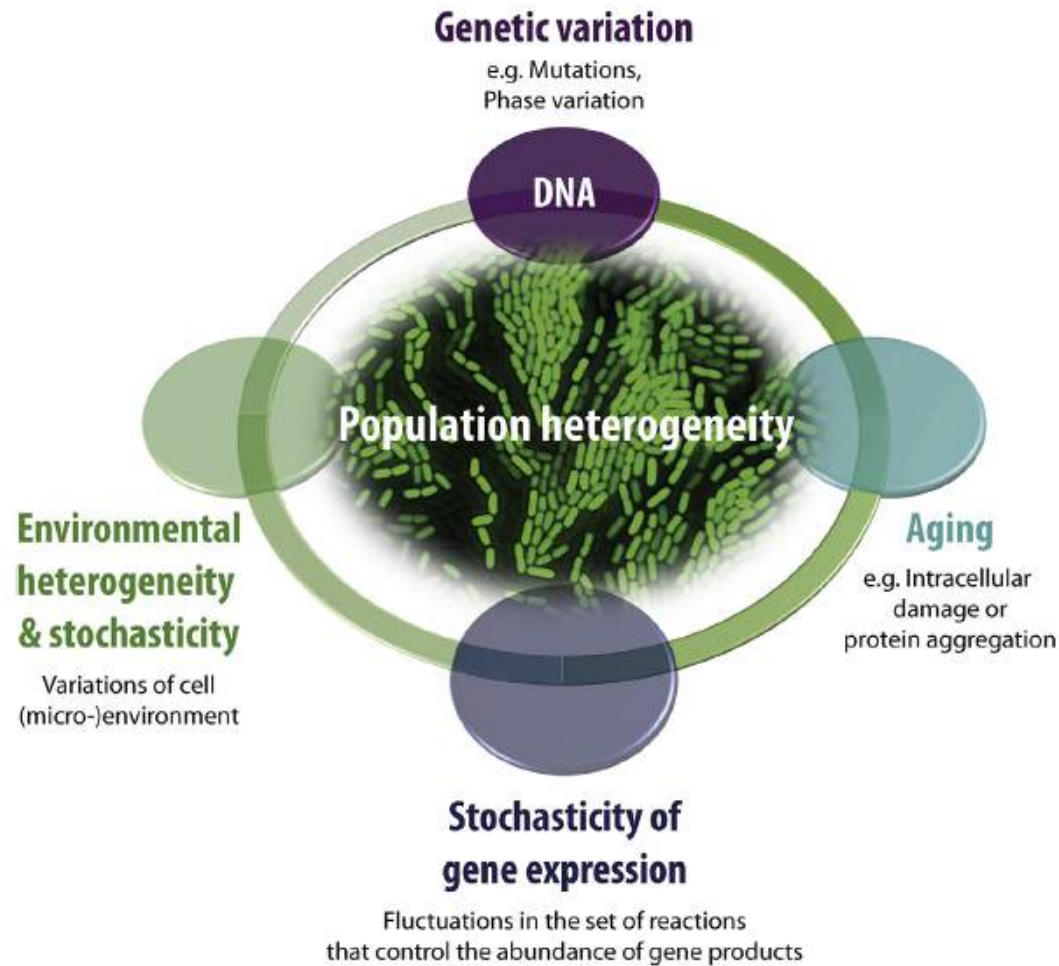 Genetic variation
e.g. Mutations,
Phase variation
DNA
Population heterogeneity
Environmental
heterogeneity
& stochasticity
Variations of cell
(micro-)environment
Aging
e.g. Intracellular
damage or
protein aggregation
Stochasticity of
gene expression
Fluctuations in the set of reactions
that control the abundance of gene products